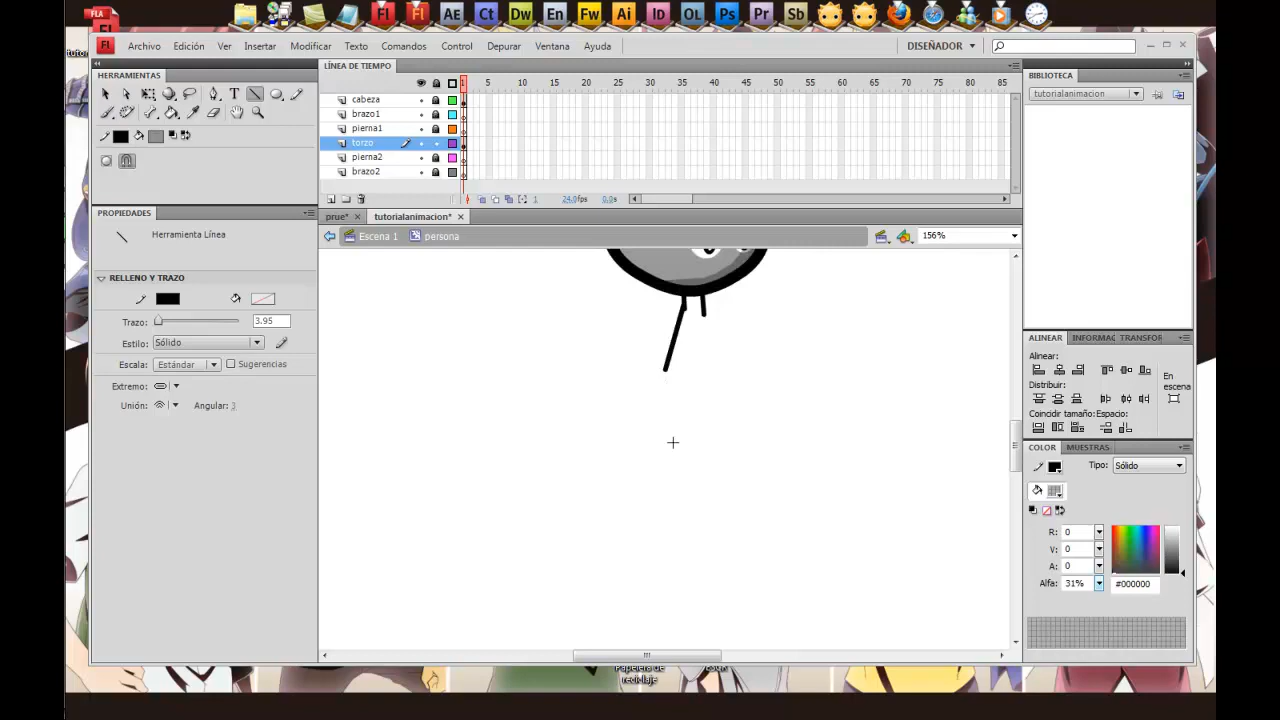 FLA
Fl Fl Ae Ct Dw En Fw Ai Id OL Ps Pr Sb
Fl Archivo Edición Ver Insertar Modificar Texto Comandos Control Depurar Ventana Ayuda DISEÑADOR
HERRAMIENTAS
LÍNEA DE TIEMPO
1 5 10 15 20 25 30 35 40 45 50 55 60 65 70 75 80 85
cabeza
brazo1
pierna1
torzo
pierna2
brazo2
1 24.0fps 0.0s
prue* tutorialanimacion*
Escena 1 persona 156%
PROPIEDADES
Herramienta Línea
RELLENO Y TRAZO
Trazo: 3.95
Estilo: Sólido
Escala: Estándar Sugerencias
Extremo:
Unión: Angular: 3
BIBLIOTECA
tutorialanimacion
ALINEAR INFORMAC TRANSFOR
Alinear:
Distribuir:
En escena
Coincidir tamaño: Espacio:
COLOR MUESTRAS
Tipo: Sólido
R: 0
V: 0
A: 0
Alfa: 31% #000000
Papelera de
reciclaje